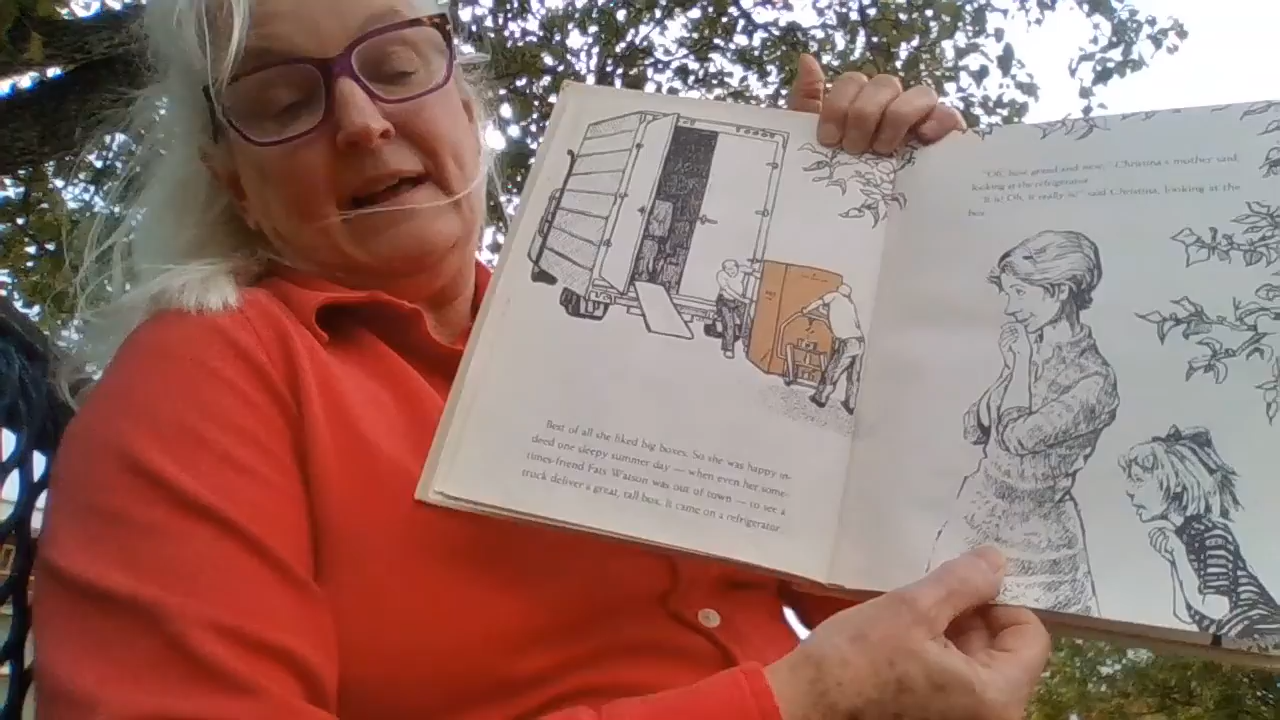 Best of all she liked big boxes. So she was happy in-
deed one sleepy summer day — when even her some-
times-friend Fats Watson was out of town — to see a
truck deliver a great, tall box. It came on a refrigerator.
"Oh, how grand and new," Christina's mother said,
looking at the refrigerator.
"It is! Oh, it really is!" said Christina, looking at the
box.